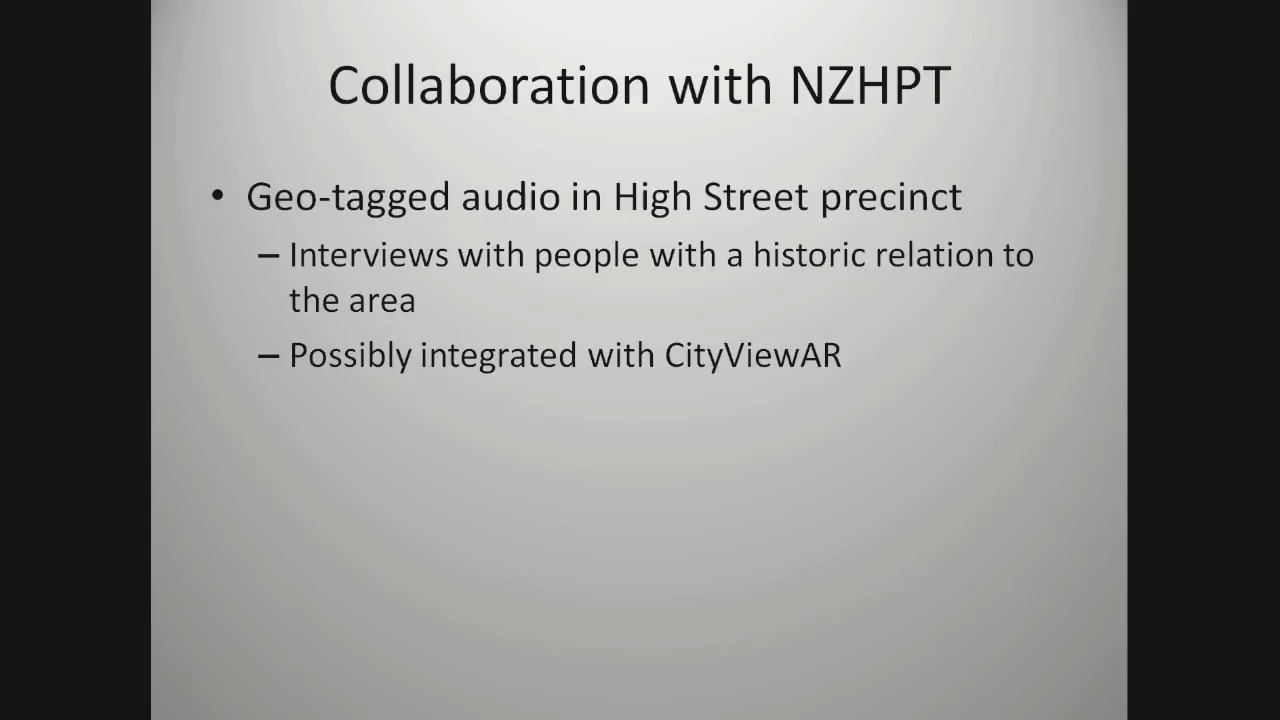 Collaboration with NZHPT
• Geo-tagged audio in High Street precinct
– Interviews with people with a historic relation to
the area
– Possibly integrated with CityViewAR